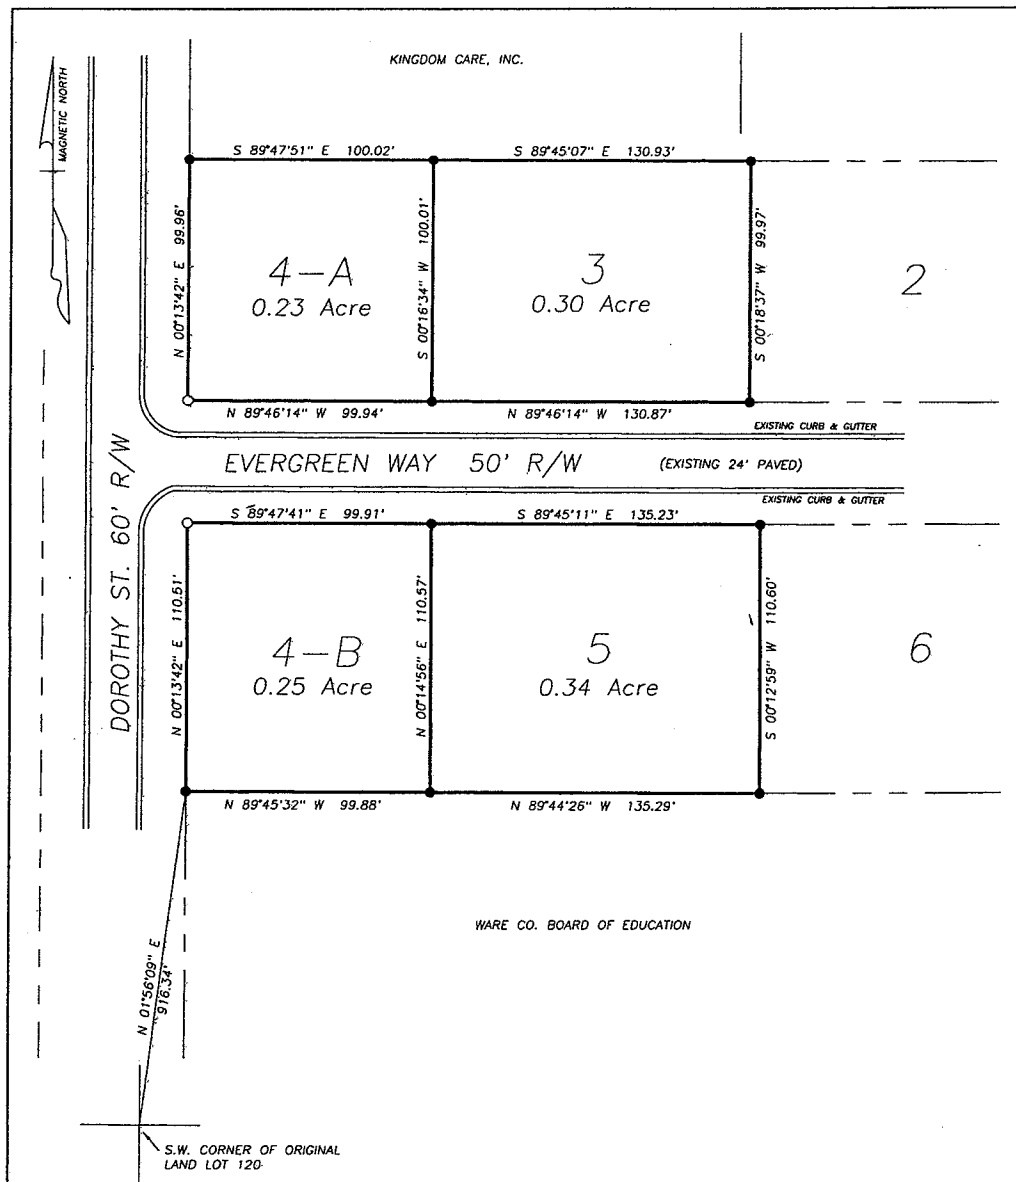 KINGDOM CARE, INC.
MAGNETIC NORTH
S 89°47'51" E 100.02'
S 89°45'07" E 130.93'
N 00°13'42" E 99.96'
S 00°16'34" W 100.01'
S 00°18'37" W 99.97'
4-A
0.23 Acre
3
0.30 Acre
2
N 89°46'14" W 99.94'
N 89°46'14" W 130.87'
EXISTING CURB & GUTTER
EVERGREEN WAY 50' R/W
(EXISTING 24' PAVED)
EXISTING CURB & GUTTER
DOROTHY ST. 60' R/W
S 89°47'41" E 99.91'
S 89°45'11" E 135.23'
N 00°13'42" E 110.51'
N 00°14'56" E 110.57'
S 00°12'59" W 110.60'
4-B
0.25 Acre
5
0.34 Acre
6
N 89°45'32" W 99.88'
N 89°44'26" W 135.29'
WARE CO. BOARD OF EDUCATION
N 01°56'09" E
916.34'
S.W. CORNER OF ORIGINAL
LAND LOT 120